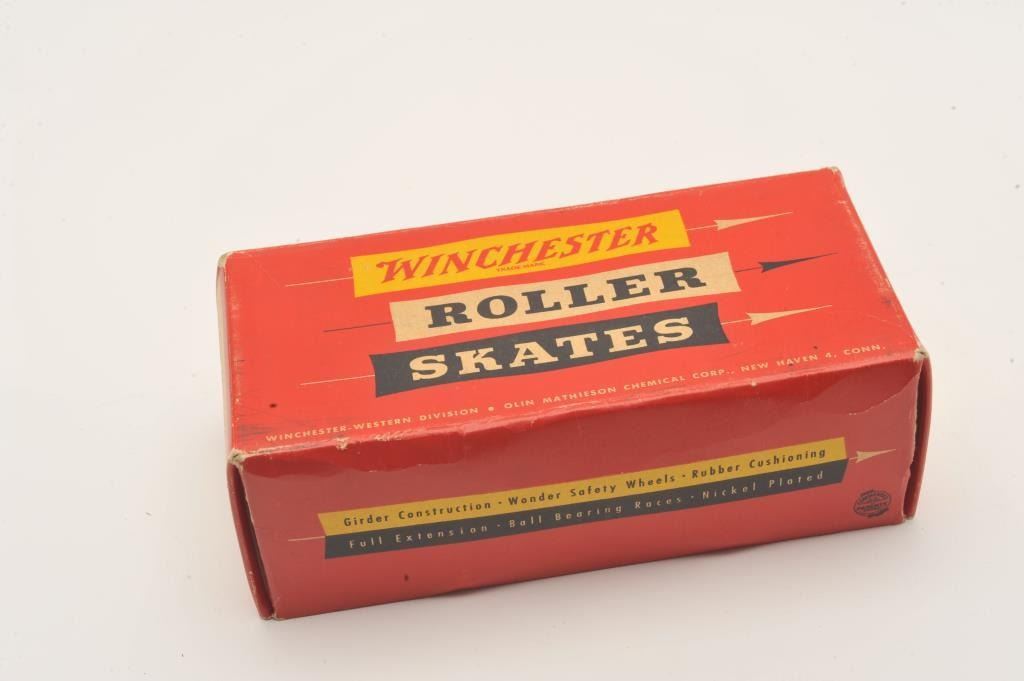 WINCHESTER
TRADE MARK
ROLLER
SKATES
WINCHESTER-WESTERN DIVISION • OLIN MATHIESON CHEMICAL CORP., NEW HAVEN 4, CONN.
Girder Construction · Wonder Safety Wheels · Rubber Cushioning
Full Extension · Ball Bearing Races · Nickel Plated
PARENTS'